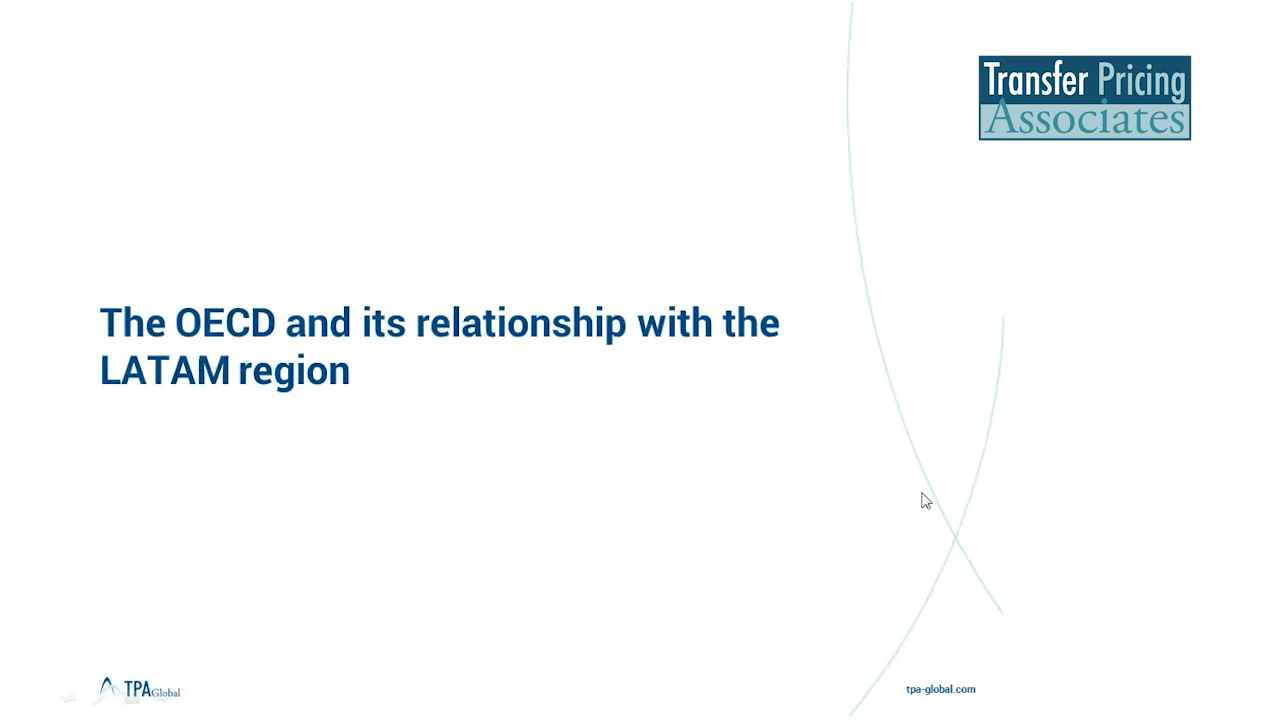 Transfer Pricing
Associates
The OECD and its relationship with the
LATAM region
TPA Global
tpa-global.com